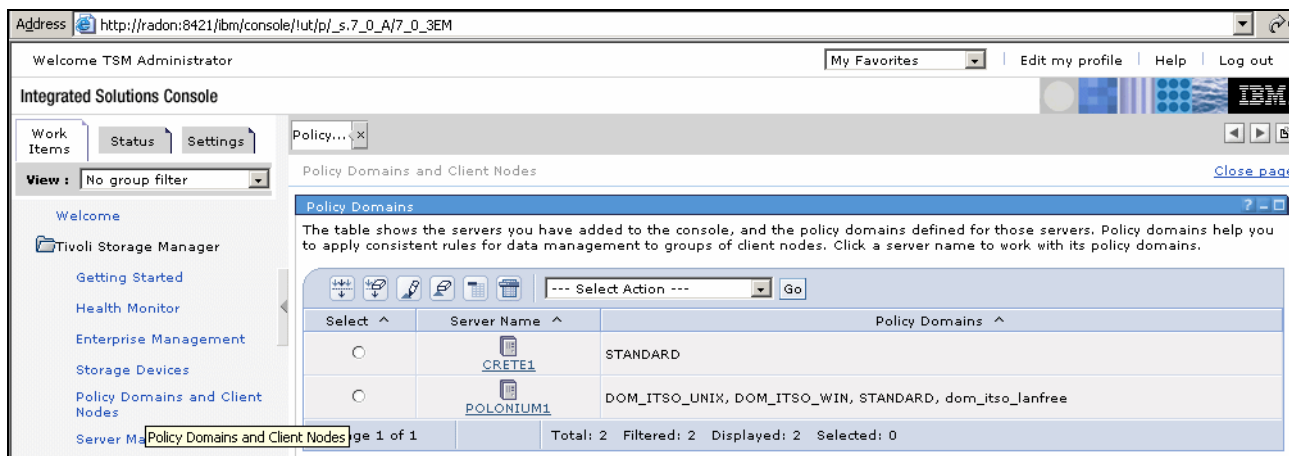 Address http://radon:8421/ibm/console/!ut/p/_s.7_0_A/7_0_3EM
Welcome TSM Administrator
My Favorites
Edit my profile
Help
Log out
Integrated Solutions Console
IBM
Work Items
Status
Settings
Policy...
View : No group filter
Policy Domains and Client Nodes
Close page
Welcome
Tivoli Storage Manager
Getting Started
Health Monitor
Enterprise Management
Storage Devices
Policy Domains and Client
Nodes
Server Ma
Policy Domains and Client Nodes
Policy Domains
The table shows the servers you have added to the console, and the policy domains defined for those servers. Policy domains help you
to apply consistent rules for data management to groups of client nodes. Click a server name to work with its policy domains.
--- Select Action --- Go
Select ^ Server Name ^ Policy Domains ^
CRETE1 STANDARD
POLONIUM1 DOM_ITSO_UNIX, DOM_ITSO_WIN, STANDARD, dom_itso_lanfree
ge 1 of 1 Total: 2 Filtered: 2 Displayed: 2 Selected: 0